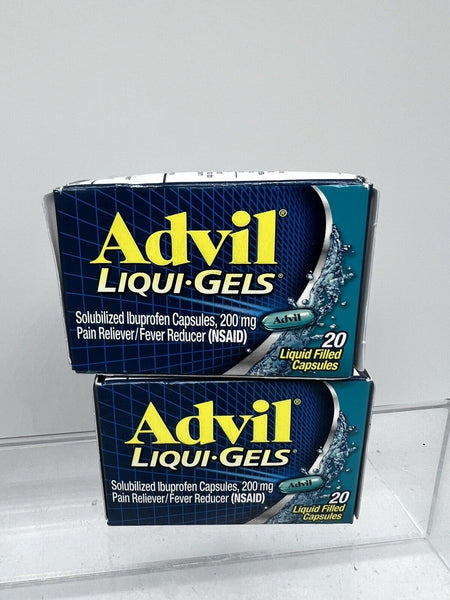 Advil®
LIQUI·GELS®
Solubilized Ibuprofen Capsules, 200 mg
Pain Reliever/Fever Reducer (NSAID)
Advil
20
Liquid Filled
Capsules
Advil®
LIQUI·GELS®
Solubilized Ibuprofen Capsules, 200 mg
Pain Reliever/Fever Reducer (NSAID)
Advil
20
Liquid Filled
Capsules